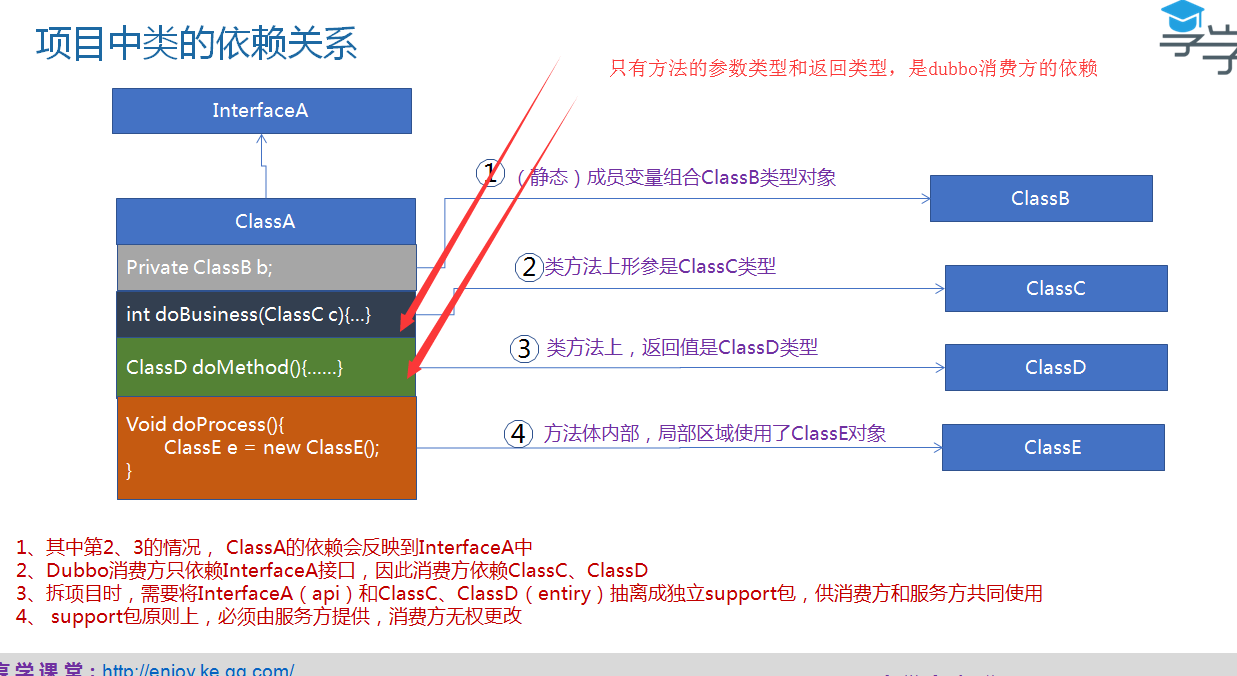 项目中类的依赖关系
只有方法的参数类型和返回类型，是dubbo消费方的依赖
InterfaceA
ClassA
Private ClassB b;
int doBusiness(ClassC c){...}
ClassD doMethod(){......}
Void doProcess(){
ClassE e = new ClassE();
}
① （静态）成员变量组合ClassB类型对象
ClassB
②类方法上形参是ClassC类型
ClassC
③ 类方法上，返回值是ClassD类型
ClassD
④ 方法体内部，局部区域使用了ClassE对象
ClassE
1、其中第2、3的情况， ClassA的依赖会反映到InterfaceA中
2、Dubbo消费方只依赖InterfaceA接口，因此消费方依赖ClassC、ClassD
3、拆项目时，需要将InterfaceA（api）和ClassC、ClassD（entiry）抽离成独立support包，供消费方和服务方共同使用
4、 support包原则上，必须由服务方提供，消费方无权更改
享学课堂：http://enjoy.ke.qq.com/